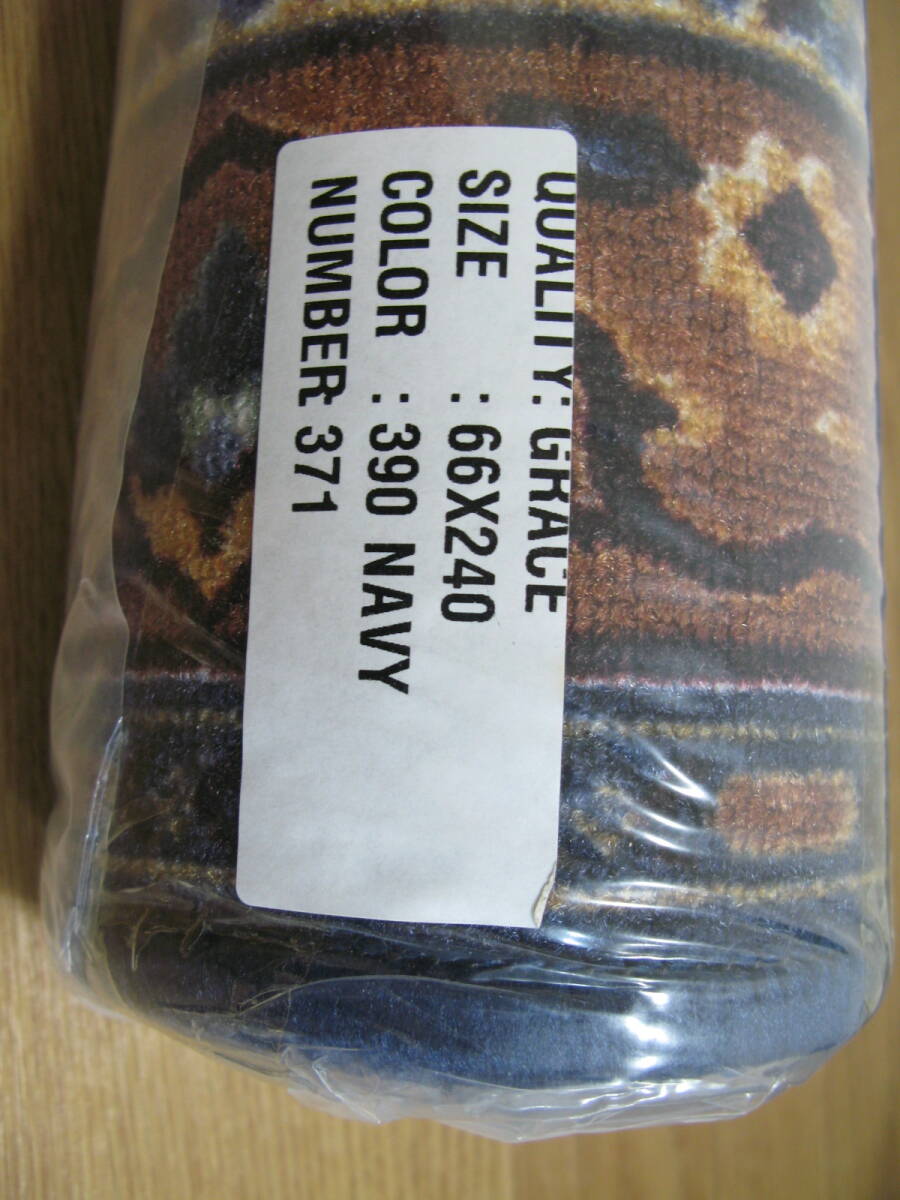 QUALITY: GRACE
SIZE : 66X240
COLOR : 390 NAVY
NUMBER 371